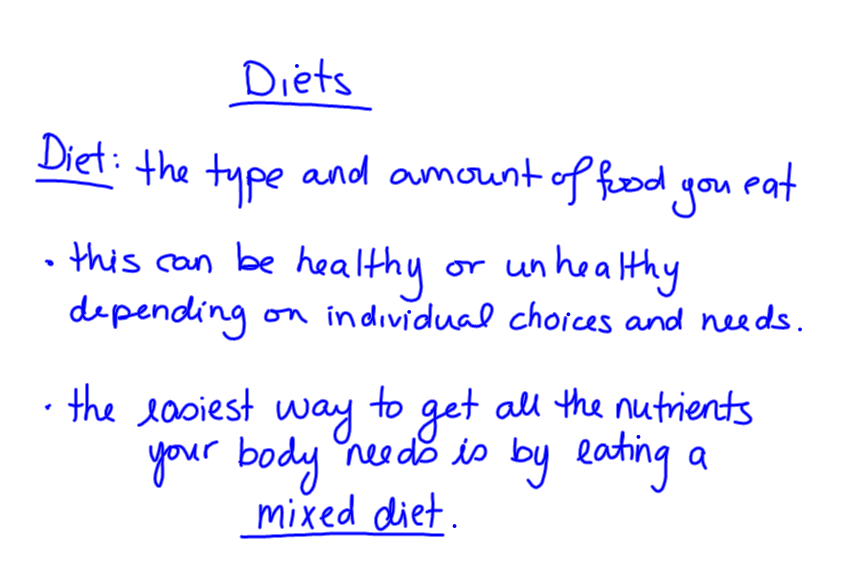 Diets
Diet: the type and amount of food you eat
• this can be healthy or unhealthy
depending on individual choices and needs.
• the easiest way to get all the nutrients
your body needs is by eating a
mixed diet.